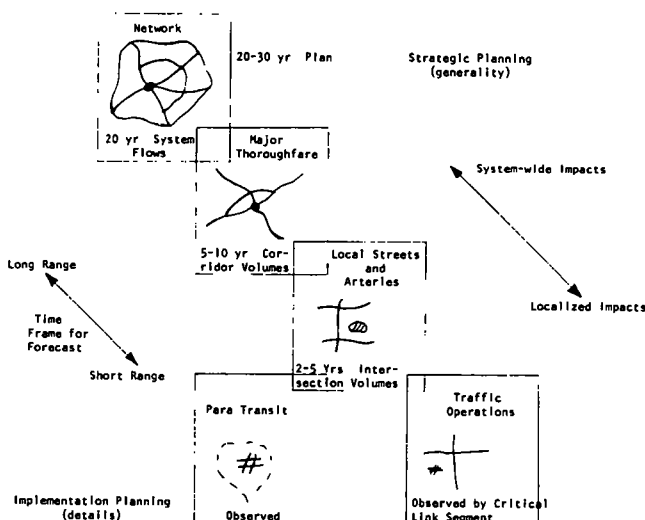 Network
20-30 yr Plan
Strategic Planning
(generality)
20 yr System
Flows
Major
Thoroughfare
System-wide Impacts
5-10 yr Cor-
ridor Volumes
Local Streets
and
Arteries
Long Range
Time
Frame for
Forecast
Short Range
Localized Impacts
2-5 Yrs Inter-
section Volumes
Para Transit
Traffic
Operations
Implementation Planning
(details)
Observed
Observed by Critical
Link Segment